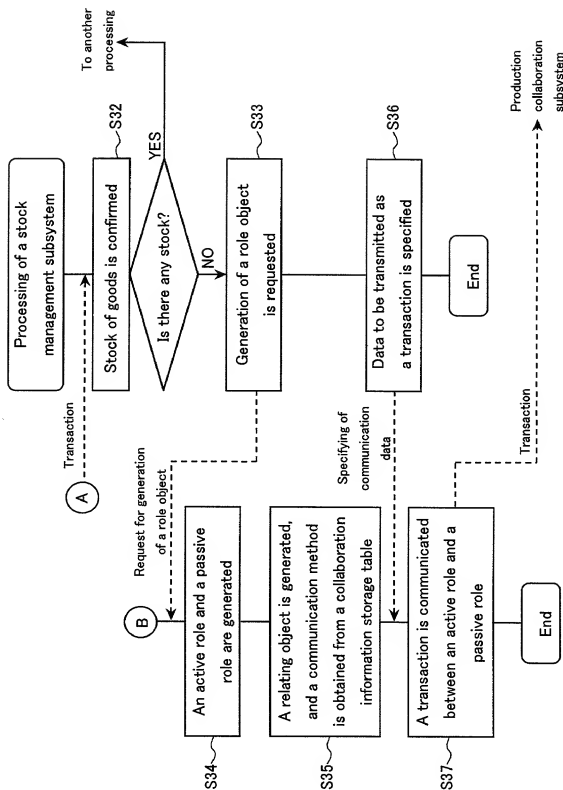 Processing of a stock
management subsystem
A
Transaction
Stock of goods is confirmed
S32
Is there any stock?
YES
To another
processing
NO
B
Request for generation
of a role object
Generation of a role object
is requested
S33
S34
An active role and a passive
role are generated
S35
A relating object is generated,
and a communication method
is obtained from a collaboration
information storage table
Specifying of
communication
data
Data to be transmitted as
a transaction is specified
S36
S37
A transaction is communicated
between an active role and a
passive role
End
Transaction
Production
collaboration
subsystem
End